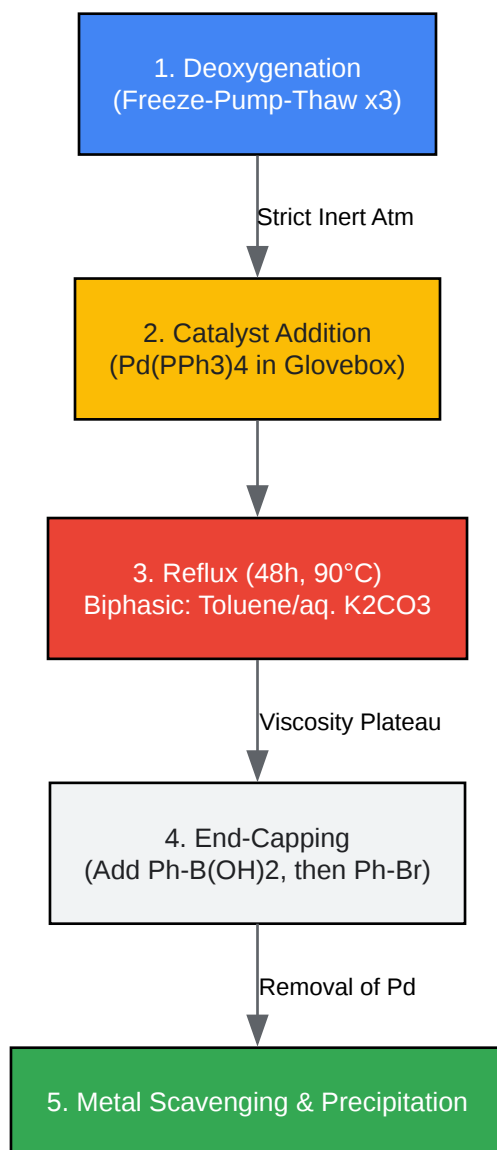 1. Deoxygenation
(Freeze-Pump-Thaw x3)
Strict Inert Atm
2. Catalyst Addition
(Pd(PPh3)4 in Glovebox)
3. Reflux (48h, 90°C)
Biphasic: Toluene/aq. K2CO3
Viscosity Plateau
4. End-Capping
(Add Ph-B(OH)2, then Ph-Br)
Removal of Pd
5. Metal Scavenging & Precipitation